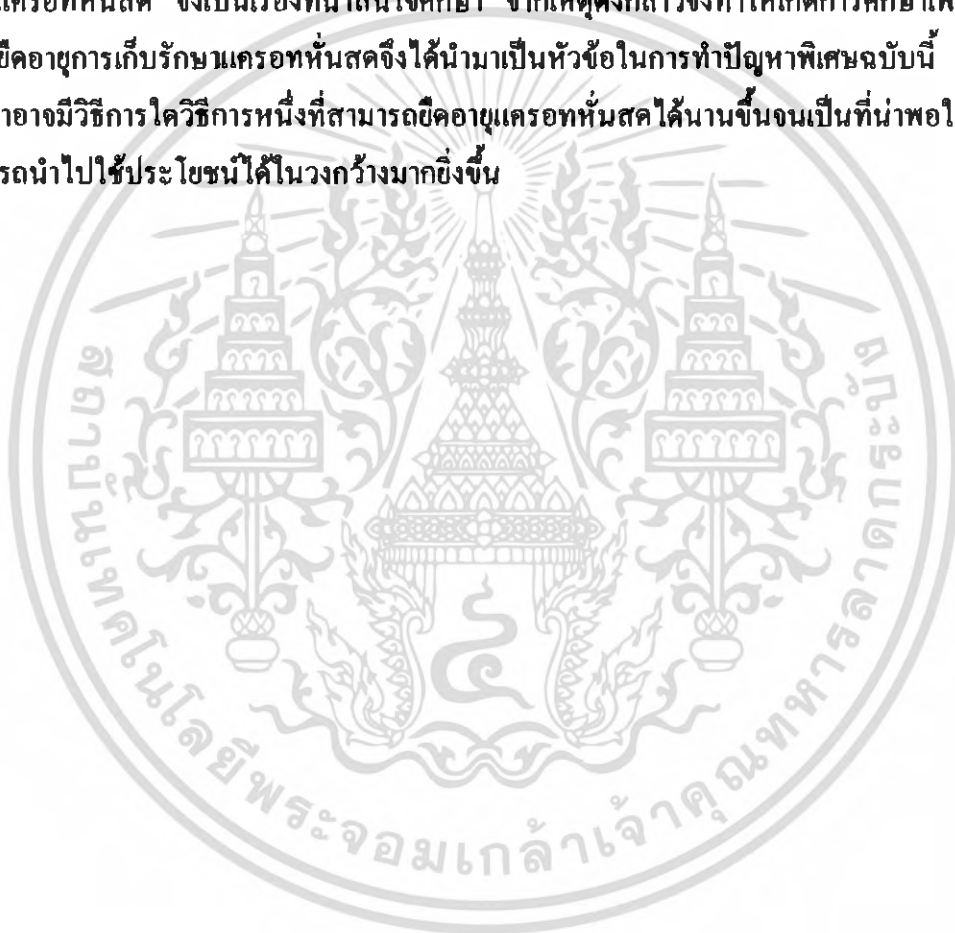 แครอทหั่นสด จึงเป็นเรื่องที่น่าสนใจศึกษา จากเหตุดังกล่าวจึงทำให้เกิดการศึกษาเพ
ยืดอายุการเก็บรักษาแครอทหั่นสดจึงได้นำมาเป็นหัวข้อในการทำปัญหาพิเศษฉบับนี้
าอาจมีวิธีการใดวิธีการหนึ่งที่สามารถยืดอายุแครอทหั่นสดได้นานขึ้นจนเป็นที่น่าพอใ
รถนำไปใช้ประโยชน์ได้ในวงกว้างมากยิ่งขึ้น
สถาบันเทคโนโลยีพระจอมเกล้าเจ้าคุณทหารลาดกระบัง